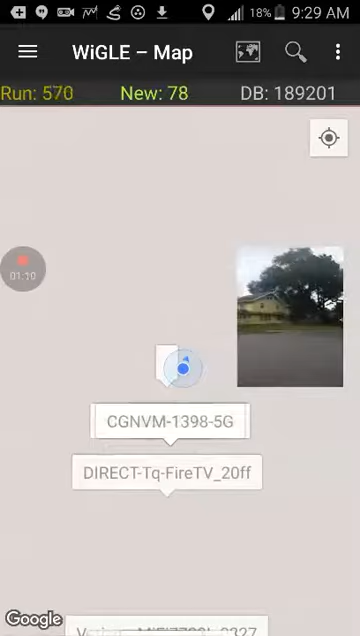 18% 9:29 AM
WiGLE – Map
Run: 570 New: 78 DB: 189201
01:10
CGNVM-1398-5G
DIRECT-Tq-FireTV_20ff
Google